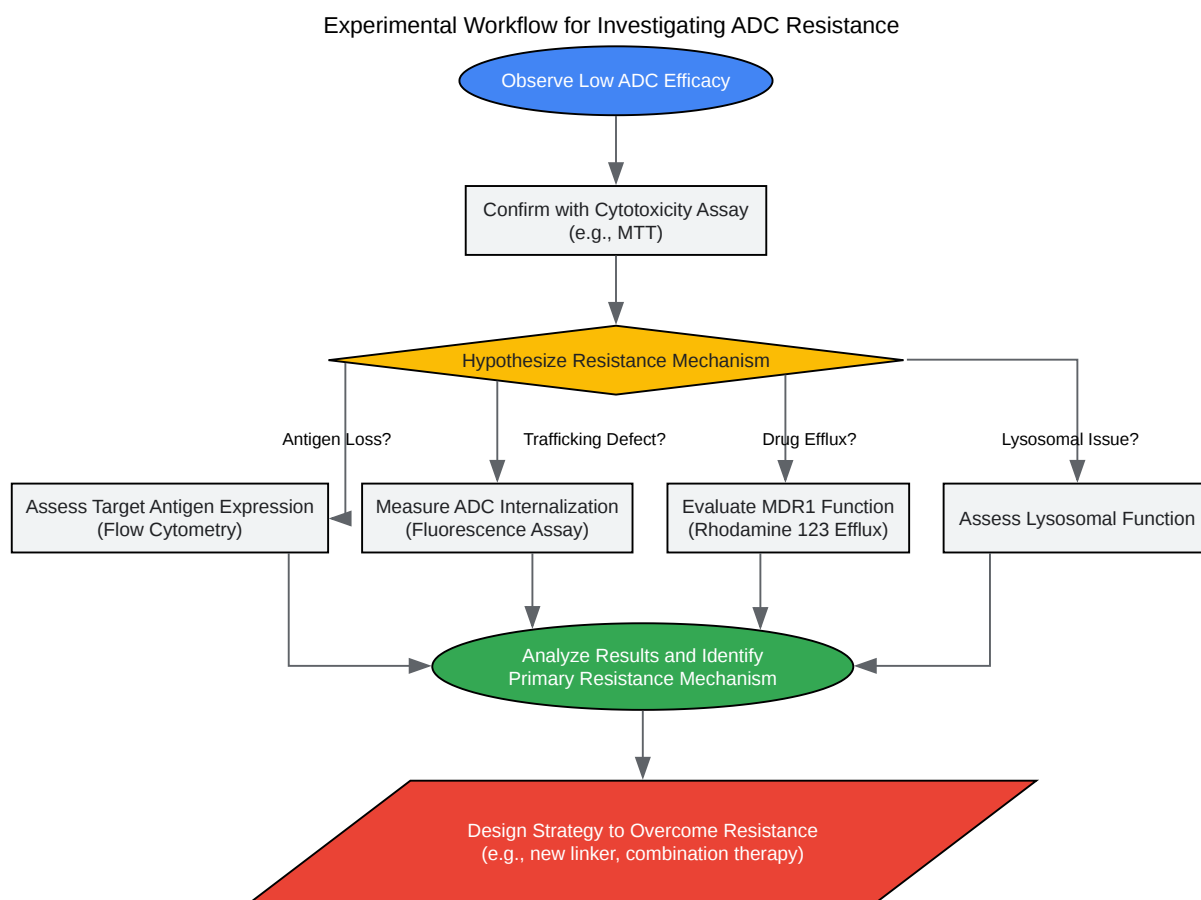 Experimental Workflow for Investigating ADC Resistance
Observe Low ADC Efficacy
Confirm with Cytotoxicity Assay
(e.g., MTT)
Hypothesize Resistance Mechanism
Antigen Loss?
Trafficking Defect?
Drug Efflux?
Lysosomal Issue?
Assess Target Antigen Expression
(Flow Cytometry)
Measure ADC Internalization
(Fluorescence Assay)
Evaluate MDR1 Function
(Rhodamine 123 Efflux)
Assess Lysosomal Function
Analyze Results and Identify
Primary Resistance Mechanism
Design Strategy to Overcome Resistance
(e.g., new linker, combination therapy)